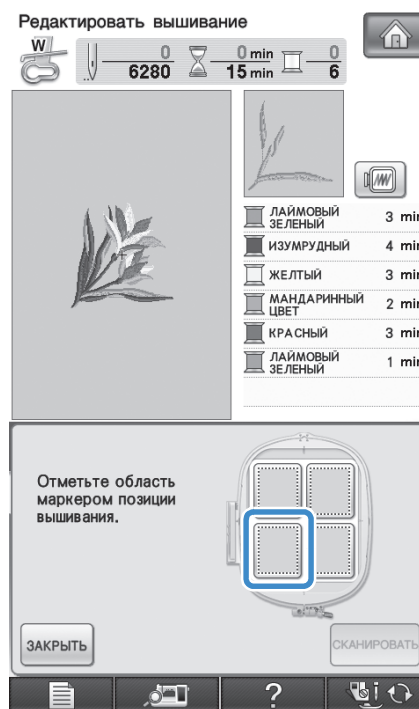 Редактировать вышивание
W
0 0 min 0
6280 15 min 6
ЛАЙМОВЫЙ
ЗЕЛЕНЫЙ 3 min
ИЗУМРУДНЫЙ 4 min
ЖЕЛТЫЙ 3 min
МАНДАРИННЫЙ
ЦВЕТ 2 min
КРАСНЫЙ 3 min
ЛАЙМОВЫЙ
ЗЕЛЕНЫЙ 1 min
Отметьте область
маркером позиции
вышивания.
ЗАКРЫТЬ СКАНИРОВАТЬ
?